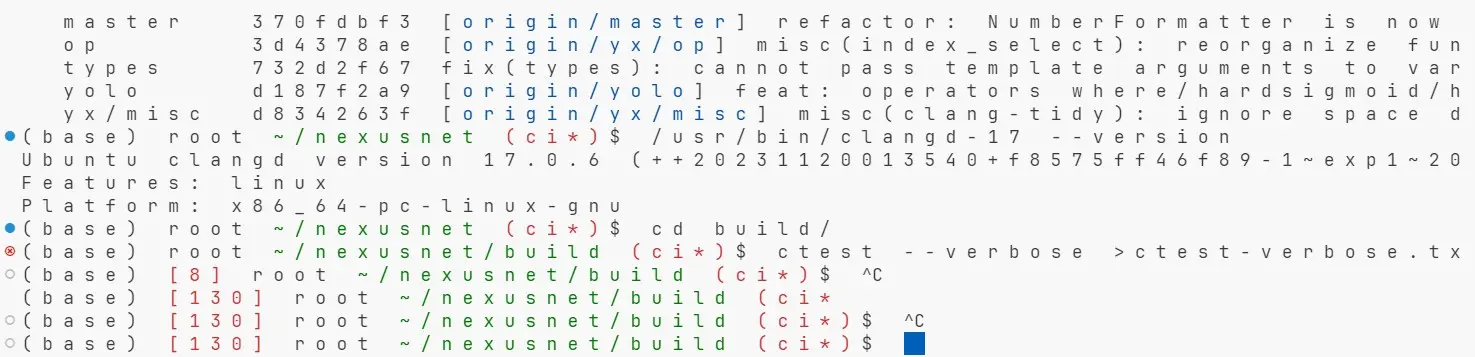 master 370fdbf3 [origin/master] refactor: NumberFormatter is now
op 3d4378ae [origin/yx/op] misc(index_select): reorganize fun
types 732d2f67 fix(types): cannot pass template arguments to var
yolo d187f2a9 [origin/yolo] feat: operators where/hardsigmoid/h
yx/misc d834263f [origin/yx/misc] misc(clang-tidy): ignore space d
(base) root ~/nexusnet (ci*)$ /usr/bin/clangd-17 --version
Ubuntu clangd version 17.0.6 (++20231120013540+f8575ff46f89-1~exp1~20
Features: linux
Platform: x86_64-pc-linux-gnu
(base) root ~/nexusnet (ci*)$ cd build/
(base) root ~/nexusnet/build (ci*)$ ctest --verbose >ctest-verbose.tx
(base) [8] root ~/nexusnet/build (ci*)$ ^C
(base) [130] root ~/nexusnet/build (ci*
(base) [130] root ~/nexusnet/build (ci*)$ ^C
(base) [130] root ~/nexusnet/build (ci*)$